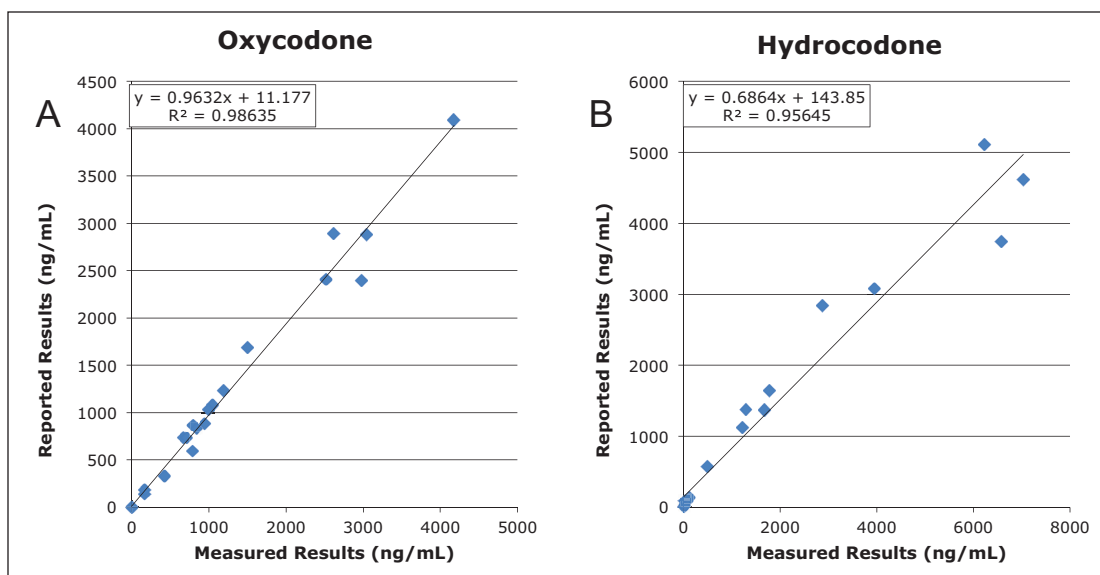 Oxycodone
A
y = 0.9632x + 11.177
R² = 0.98635
4500
4000
3500
3000
2500
2000
1500
1000
500
0
Reported Results (ng/mL)
0 1000 2000 3000 4000 5000
Measured Results (ng/mL)
Hydrocodone
B
y = 0.6864x + 143.85
R² = 0.95645
6000
5000
4000
3000
2000
1000
0
Reported Results (ng/mL)
0 2000 4000 6000 8000
Measured Results (ng/mL)